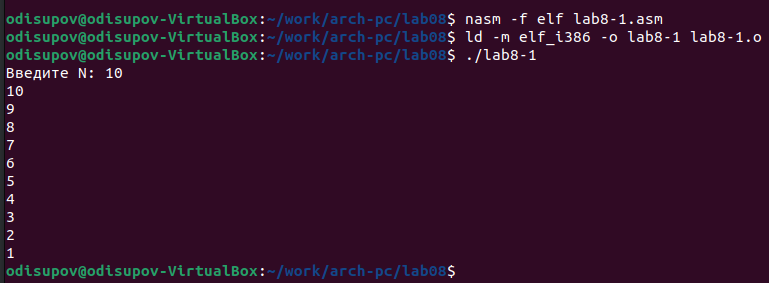 odisupov@odisupov-VirtualBox:~/work/arch-pc/lab08$ nasm -f elf lab8-1.asm
odisupov@odisupov-VirtualBox:~/work/arch-pc/lab08$ ld -m elf_i386 -o lab8-1 lab8-1.o
odisupov@odisupov-VirtualBox:~/work/arch-pc/lab08$ ./lab8-1
Введите N: 10
10
9
8
7
6
5
4
3
2
1
odisupov@odisupov-VirtualBox:~/work/arch-pc/lab08$